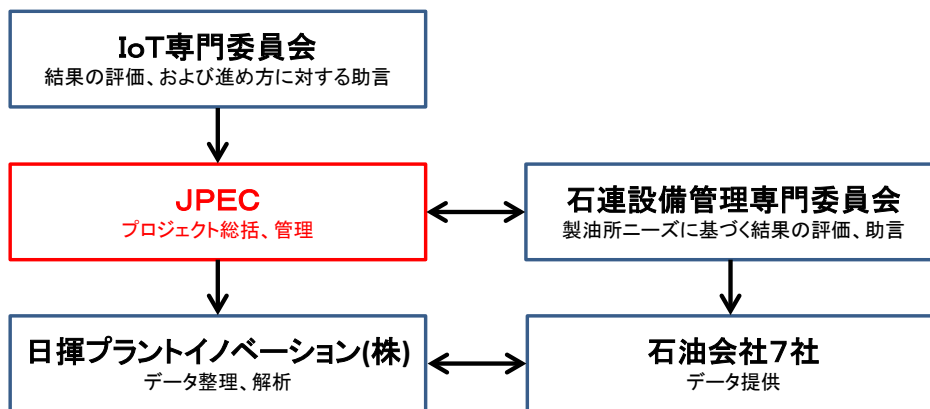 IoT専門委員会
結果の評価、および進め方に対する助言
JPEC
プロジェクト総括、管理
石連設備管理専門委員会
製油所ニーズに基づく結果の評価、助言
日揮プラントイノベーション(株)
データ整理、解析
石油会社7社
データ提供